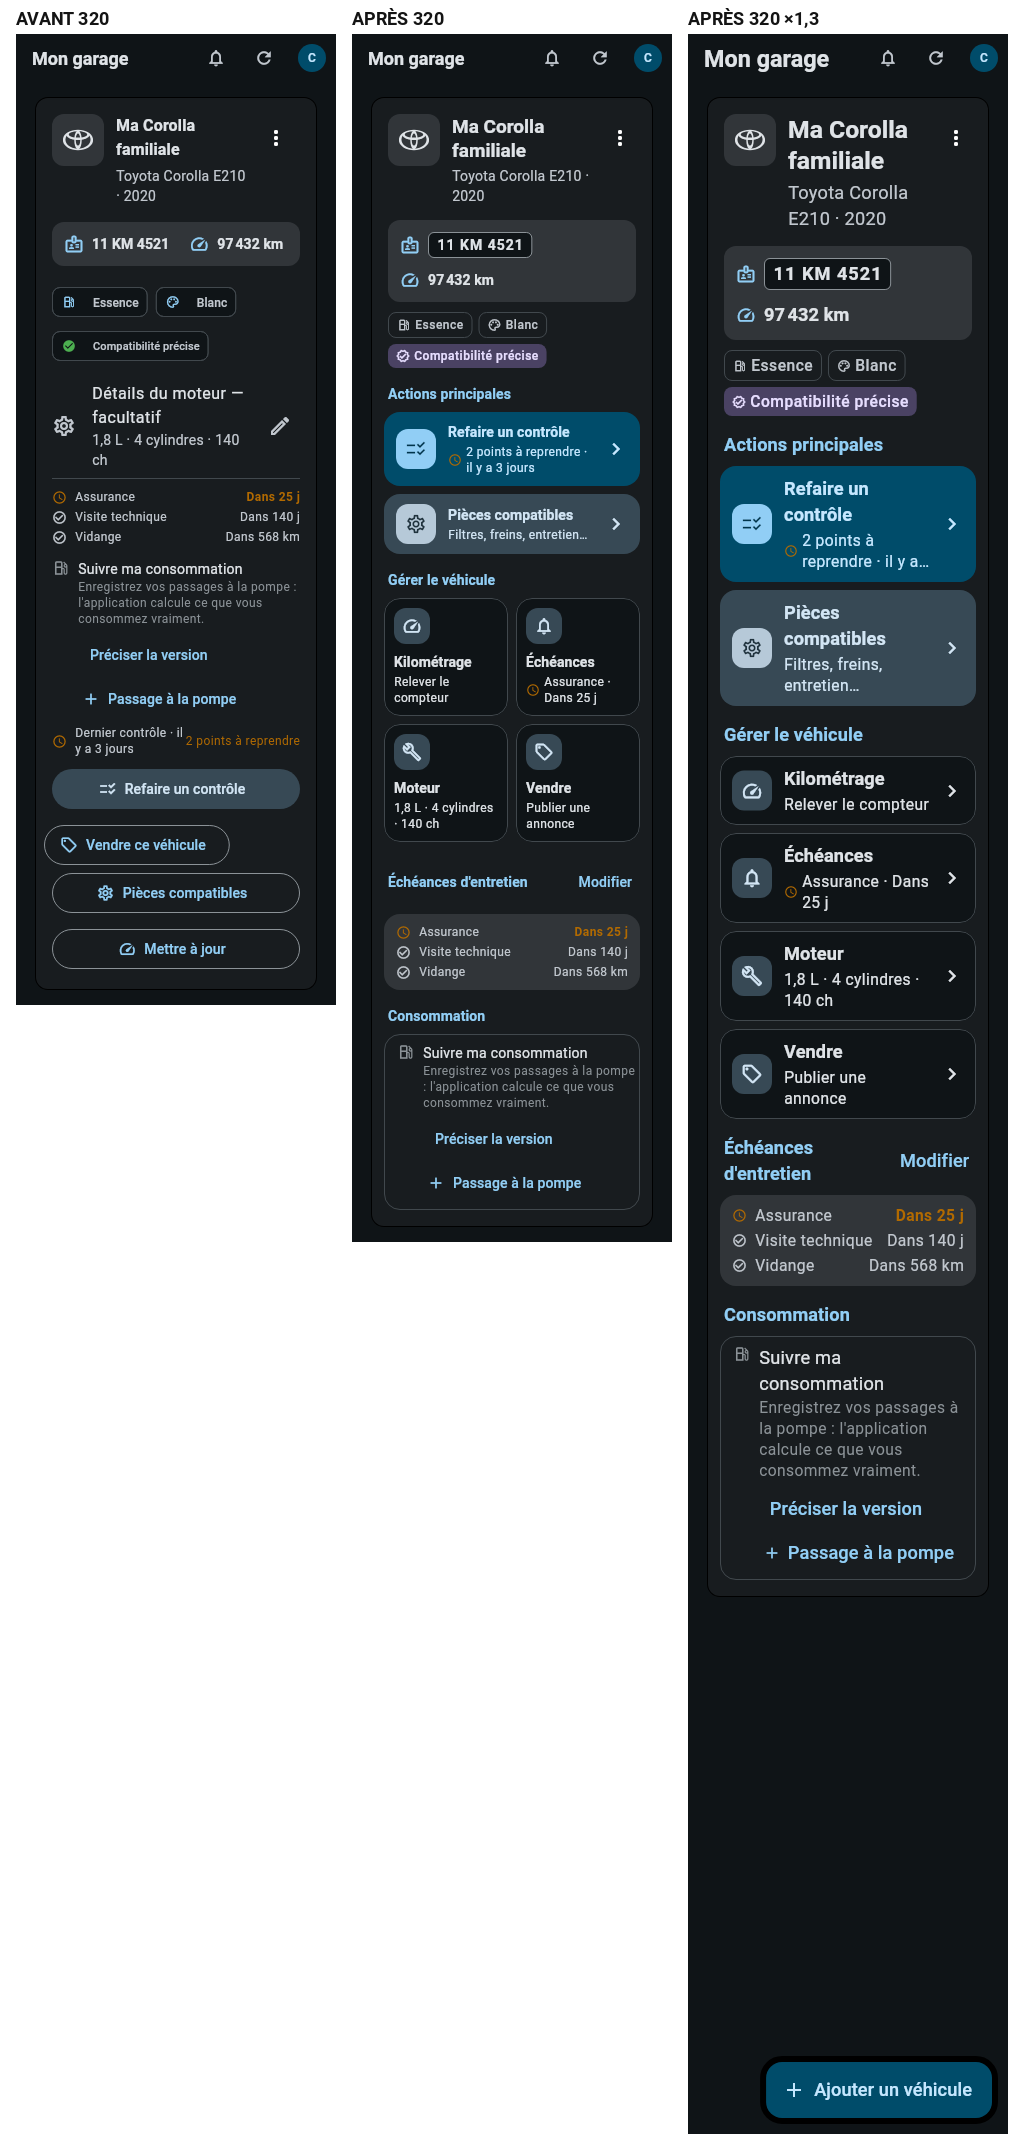 AVANT 320
Mon garage
C
Ma Corolla
familiale
Toyota Corolla E210
· 2020
11 KM 4521
97 432 km
Essence
Blanc
Compatibilité précise
Détails du moteur —
facultatif
1,8 L · 4 cylindres · 140
ch
Assurance
Dans 25 j
Visite technique
Dans 140 j
Vidange
Dans 568 km
Suivre ma consommation
Enregistrez vos passages à la pompe :
l'application calcule ce que vous
consommez vraiment.
Préciser la version
+ Passage à la pompe
Dernier contrôle · il
y a 3 jours
2 points à reprendre
Refaire un contrôle
Vendre ce véhicule
Pièces compatibles
Mettre à jour
APRÈS 320
Mon garage
C
Ma Corolla
familiale
Toyota Corolla E210 ·
2020
11 KM 4521
97 432 km
Essence
Blanc
Compatibilité précise
Actions principales
Refaire un contrôle
2 points à reprendre ·
il y a 3 jours
Pièces compatibles
Filtres, freins, entretien…
Gérer le véhicule
Kilométrage
Relever le
compteur
Échéances
Assurance ·
Dans 25 j
Moteur
1,8 L · 4 cylindres
· 140 ch
Vendre
Publier une
annonce
Échéances d'entretien
Modifier
Assurance
Dans 25 j
Visite technique
Dans 140 j
Vidange
Dans 568 km
Consommation
Suivre ma consommation
Enregistrez vos passages à la pompe
: l'application calcule ce que vous
consommez vraiment.
Préciser la version
+ Passage à la pompe
APRÈS 320 ×1,3
Mon garage
C
Ma Corolla
familiale
Toyota Corolla
E210 · 2020
11 KM 4521
97 432 km
Essence
Blanc
Compatibilité précise
Actions principales
Refaire un
contrôle
2 points à
reprendre · il y a…
Pièces
compatibles
Filtres, freins,
entretien…
Gérer le véhicule
Kilométrage
Relever le compteur
Échéances
Assurance · Dans
25 j
Moteur
1,8 L · 4 cylindres ·
140 ch
Vendre
Publier une
annonce
Échéances
d'entretien
Modifier
Assurance
Dans 25 j
Visite technique
Dans 140 j
Vidange
Dans 568 km
Consommation
Suivre ma
consommation
Enregistrez vos passages à
la pompe : l'application
calcule ce que vous
consommez vraiment.
Préciser la version
+ Passage à la pompe
+ Ajouter un véhicule